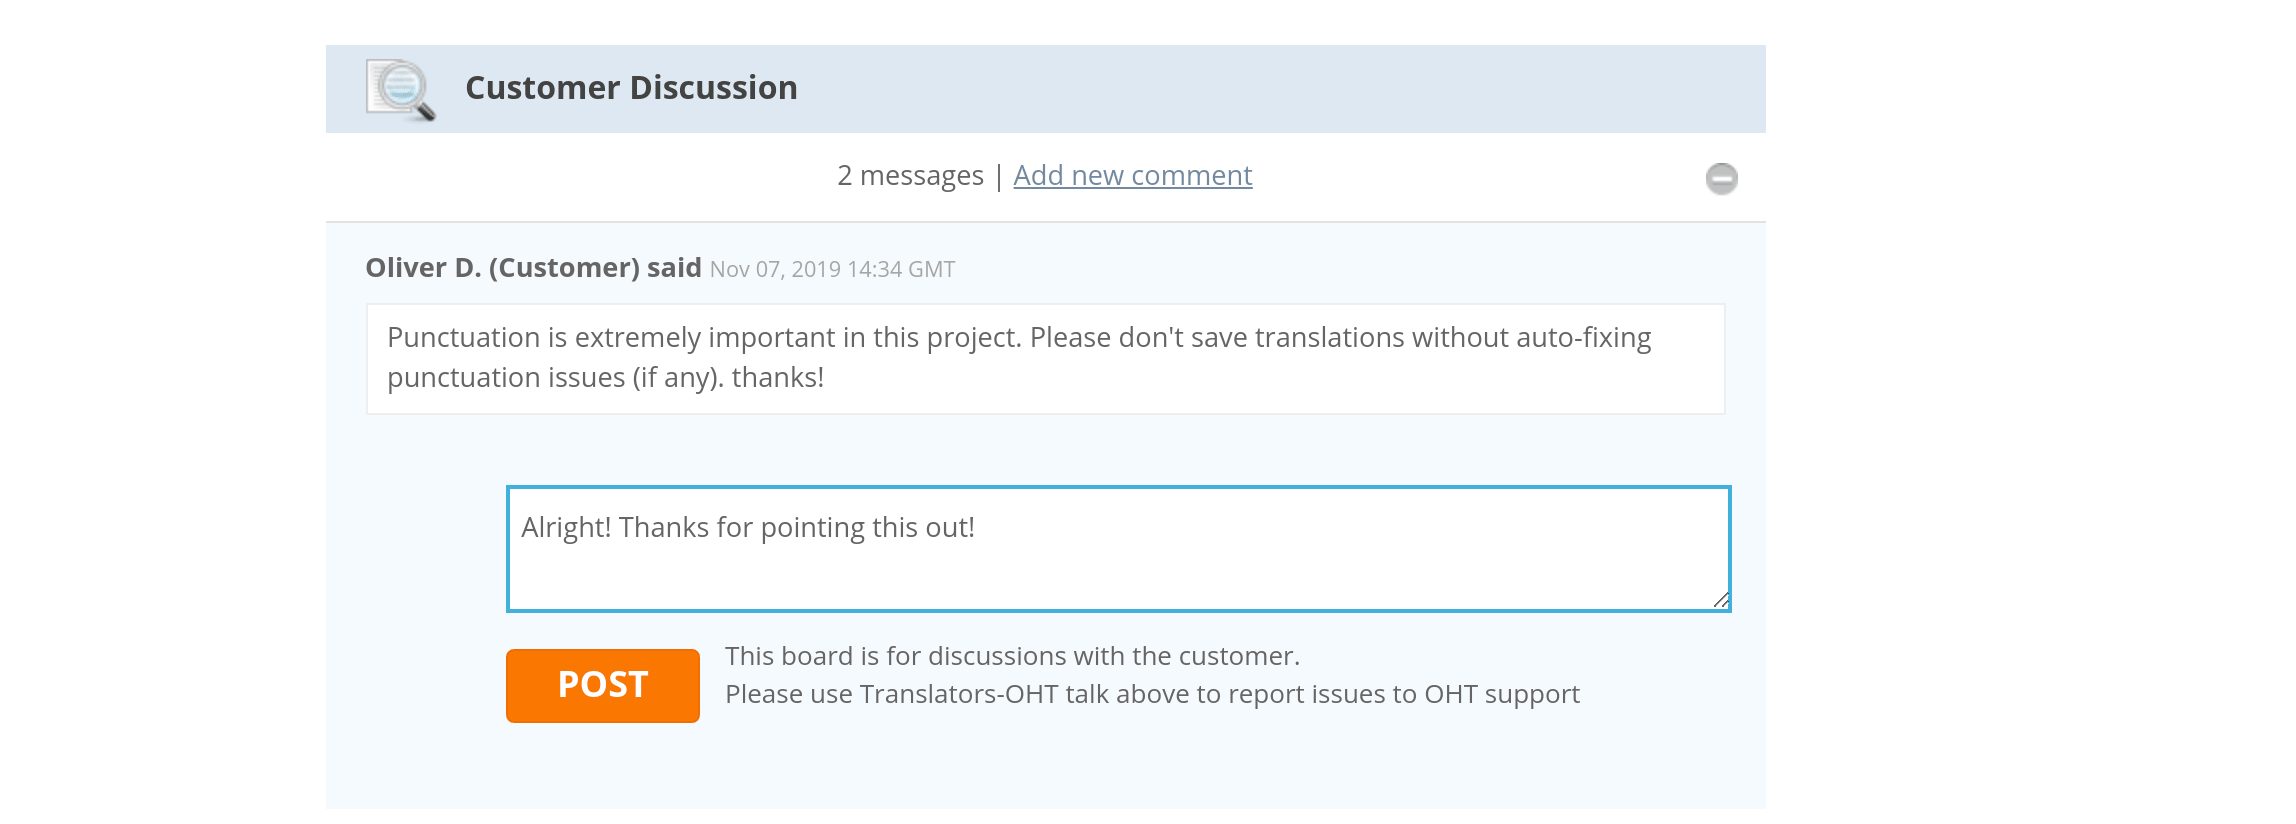 Customer Discussion
2 messages | Add new comment
Oliver D. (Customer) said Nov 07, 2019 14:34 GMT
Punctuation is extremely important in this project. Please don't save translations without auto-fixing
punctuation issues (if any). thanks!
Alright! Thanks for pointing this out!
POST
This board is for discussions with the customer.
Please use Translators-OHT talk above to report issues to OHT support